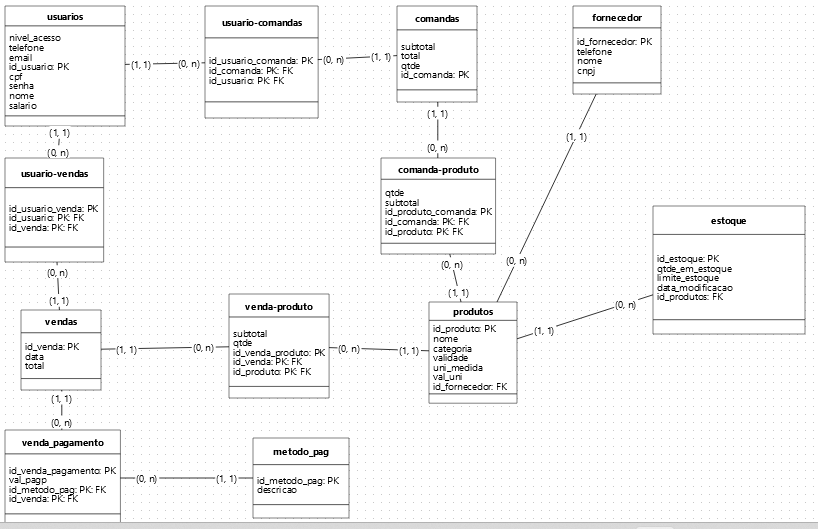 usuarios
nivel_acesso
telefone
email
id_usuario: PK
cpf
senha
nome
salario
(1, 1)
(0, n)
usuario-comandas
id_usuario_comanda: PK
id_comanda: PK: FK
id_usuario: PK: FK
(0, n)
(1, 1)
comandas
subtotal
total
qtde
id_comanda: PK
fornecedor
id_fornecedor: PK
telefone
nome
cnpj
(1, 1)
(0, n)
usuario-vendas
id_usuario_venda: PK
id_usuario: PK: FK
id_venda: PK: FK
(1, 1)
(0, n)
comanda-produto
qtde
subtotal
id_produto_comanda: PK
id_comanda: PK: FK
id_produto: PK: FK
(1, 1)
(0, n)
estoque
id_estoque: PK
qtde_em_estoque
limite_estoque
data_modificacao
id_produtos: FK
(0, n)
(1, 1)
(0, n)
(1, 1)
vendas
id_venda: PK
data
total
(1, 1)
(0, n)
venda-produto
subtotal
qtde
id_venda_produto: PK
id_venda: PK: FK
id_produto: PK: FK
(0, n)
(1, 1)
produtos
id_produto: PK
nome
categoria
validade
uni_medida
val_uni
id_fornecedor: FK
(1, 1)
(0, n)
(1, 1)
(0, n)
venda_pagamento
id_venda_pagamento: PK
val_pagp
id_metodo_pag: PK: FK
id_venda: PK: FK
(0, n)
(1, 1)
metodo_pag
id_metodo_pag: PK
descricao